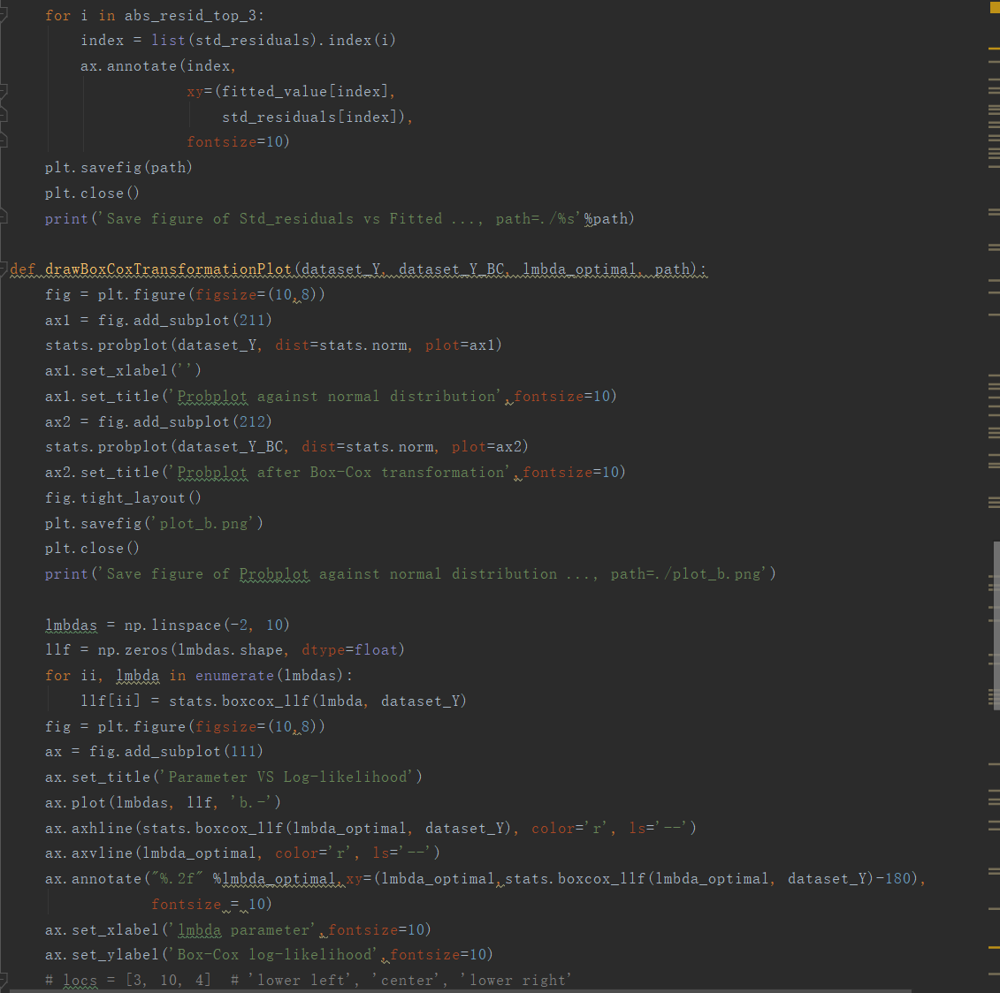 for i in abs_resid_top_3:
index = list(std_residuals).index(i)
ax.annotate(index,
xy=(fitted_value[index],
std_residuals[index]),
fontsize=10)
plt.savefig(path)
plt.close()
print('Save figure of Std_residuals vs Fitted ..., path=./%s'%path)
def drawBoxCoxTransformationPlot(dataset_Y, dataset_Y_BC, lmbda_optimal, path):
fig = plt.figure(figsize=(10,8))
ax1 = fig.add_subplot(211)
stats.probplot(dataset_Y, dist=stats.norm, plot=ax1)
ax1.set_xlabel('')
ax1.set_title('Probplot against normal distribution',fontsize=10)
ax2 = fig.add_subplot(212)
stats.probplot(dataset_Y_BC, dist=stats.norm, plot=ax2)
ax2.set_title('Probplot after Box-Cox transformation',fontsize=10)
fig.tight_layout()
plt.savefig('plot_b.png')
plt.close()
print('Save figure of Probplot against normal distribution ..., path=./plot_b.png')
lmbdas = np.linspace(-2, 10)
llf = np.zeros(lmbdas.shape, dtype=float)
for ii, lmbda in enumerate(lmbdas):
llf[ii] = stats.boxcox_llf(lmbda, dataset_Y)
fig = plt.figure(figsize=(10,8))
ax = fig.add_subplot(111)
ax.set_title('Parameter VS Log-likelihood')
ax.plot(lmbdas, llf, 'b.-')
ax.axhline(stats.boxcox_llf(lmbda_optimal, dataset_Y), color='r', ls='--')
ax.axvline(lmbda_optimal, color='r', ls='--')
ax.annotate("%.2f" %lmbda_optimal,xy=(lmbda_optimal,stats.boxcox_llf(lmbda_optimal, dataset_Y)-180),
fontsize = 10)
ax.set_xlabel('lmbda parameter',fontsize=10)
ax.set_ylabel('Box-Cox log-likelihood',fontsize=10)
# locs = [3, 10, 4]  # 'lower left', 'center', 'lower right'